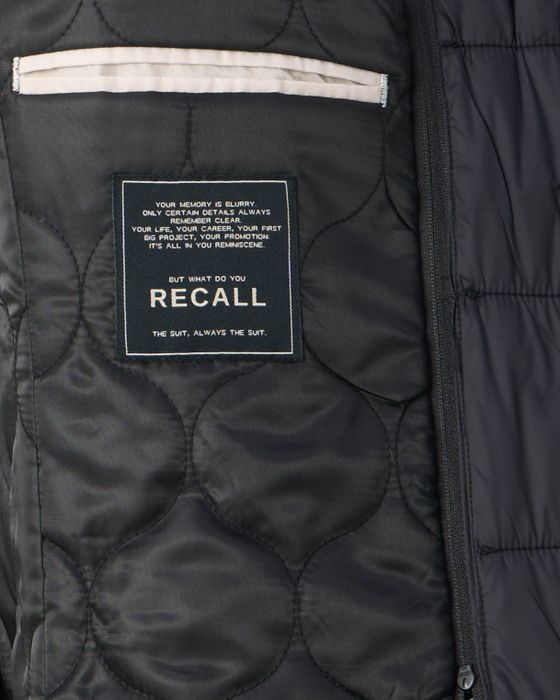 YOUR MEMORY IS BLURRY.
ONLY CERTAIN DETAILS ALWAYS
REMEMBER CLEAR.
YOUR LIFE, YOUR CAREER, YOUR FIRST
BIG PROJECT, YOUR PROMOTION:
IT'S ALL IN YOU REMINISCENE.
BUT WHAT DO YOU
RECALL
THE SUIT, ALWAYS THE SUIT.